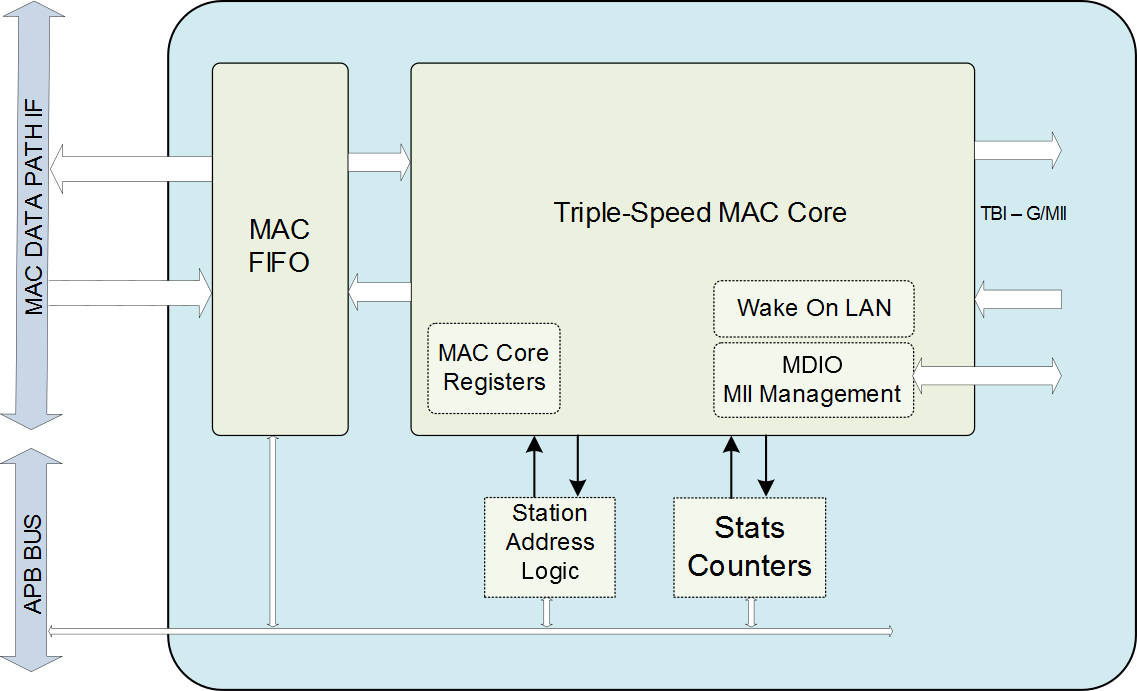 MAC DATA PATH IF
MAC
FIFO
Triple-Speed MAC Core
TBI – G/MII
Wake On LAN
MAC Core
Registers
MDIO
MII Management
APB BUS
Station
Address
Logic
Stats
Counters